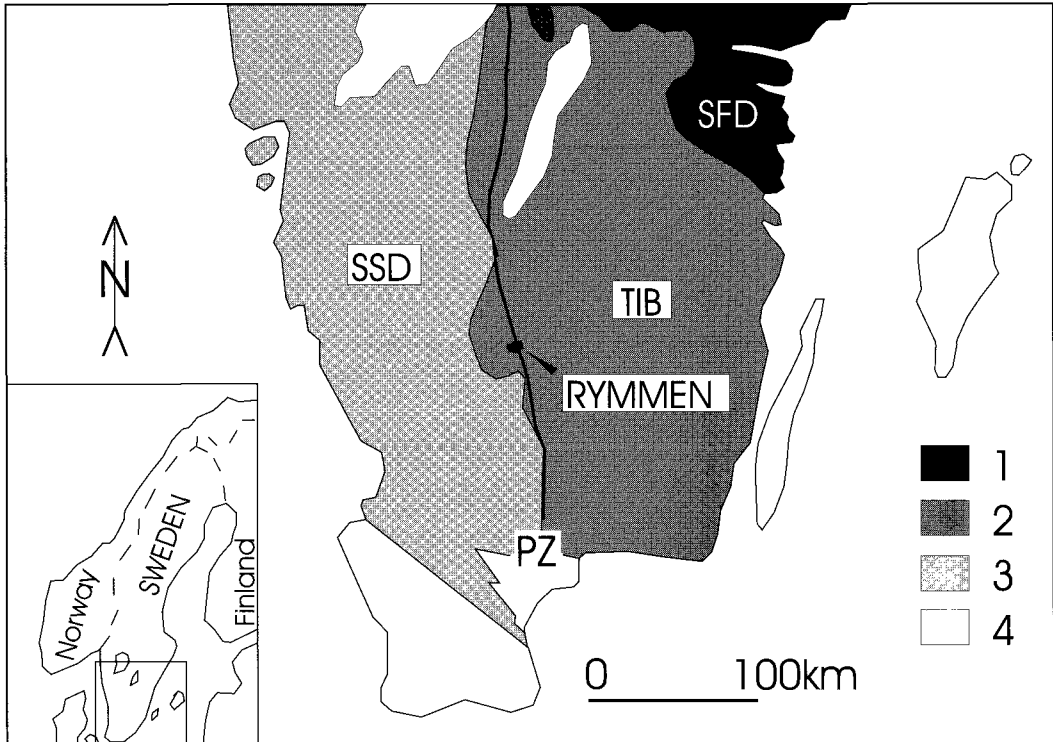 SFD
N
SSD
TIB
RYMMEN
1
2
PZ
3
4
0 100km
Norway
SWEDEN
Finland